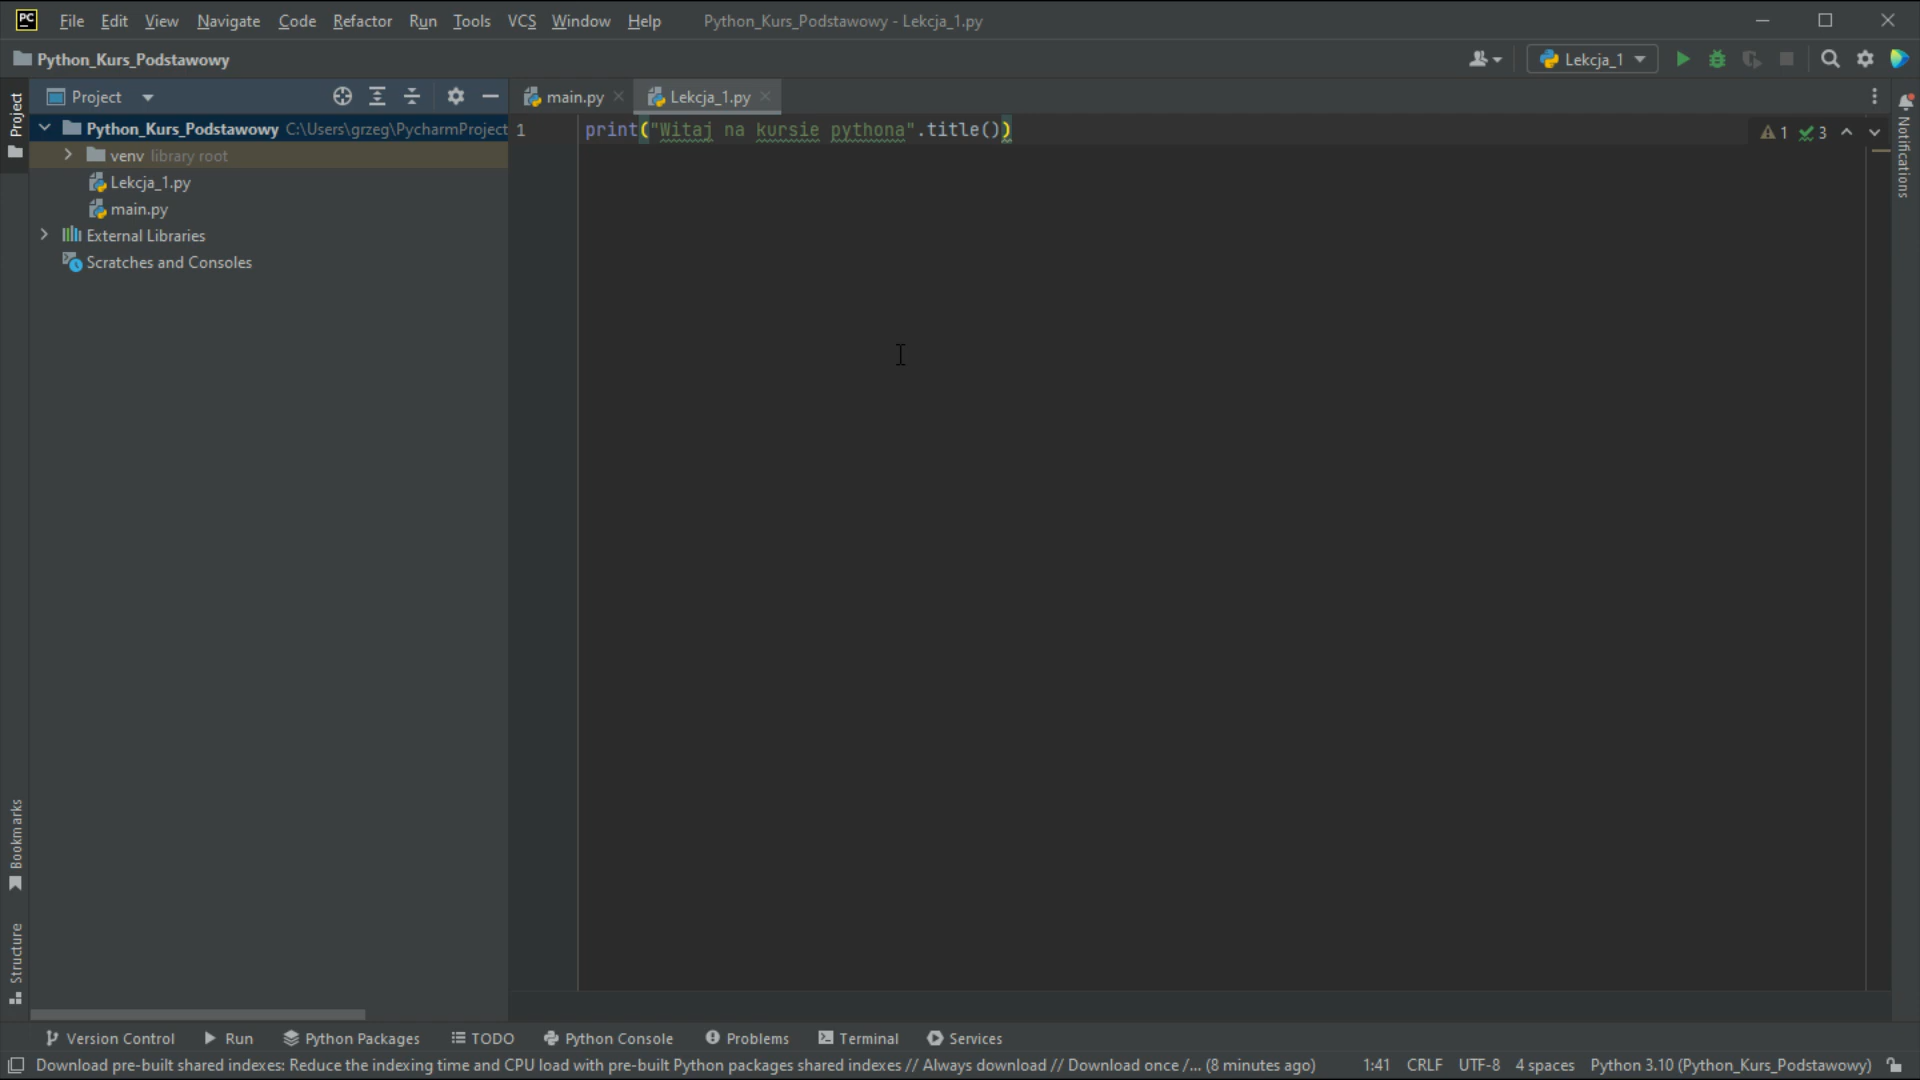 PC File Edit View Navigate Code Refactor Run Tools VCS Window Help Python_Kurs_Podstawowy - Lekcja_1.py
Python_Kurs_Podstawowy Lekcja_1
Project Project main.py Lekcja_1.py
Python_Kurs_Podstawowy C:\Users\grzeg\PycharmProject 1 print("Witaj na kursie pythona".title()) 1 3
venv library root
Lekcja_1.py
main.py
External Libraries
Scratches and Consoles
Notifications
Bookmarks
Structure
Version Control Run Python Packages TODO Python Console Problems Terminal Services
Download pre-built shared indexes: Reduce the indexing time and CPU load with pre-built Python packages shared indexes // Always download // Download once /... (8 minutes ago) 1:41 CRLF UTF-8 4 spaces Python 3.10 (Python_Kurs_Podstawowy)